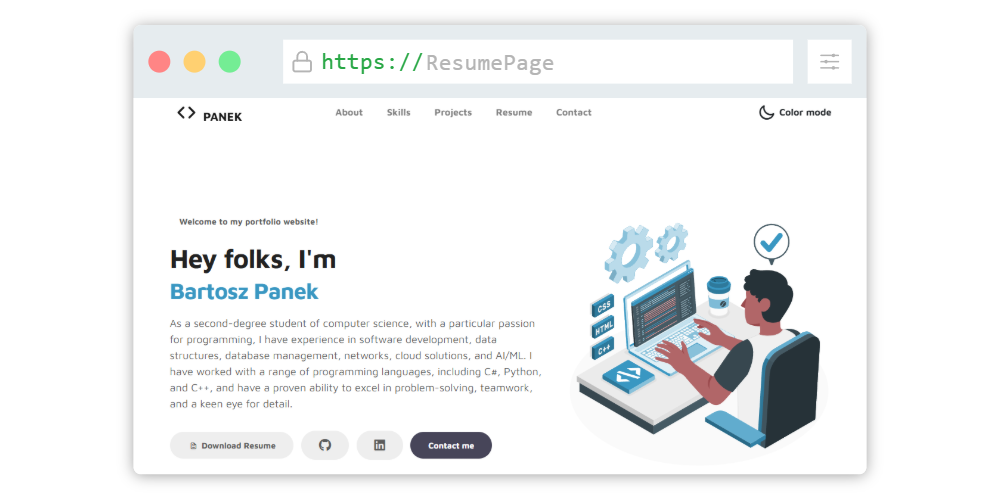 https://ResumePage
<> PANEK
About Skills Projects Resume Contact
Color mode
Welcome to my portfolio website!
Hey folks, I'm
Bartosz Panek
As a second-degree student of computer science, with a particular passion
for programming, I have experience in software development, data
structures, database management, networks, cloud solutions, and AI/ML. I
have worked with a range of programming languages, including C#, Python,
and C++, and have a proven ability to excel in problem-solving, teamwork,
and a keen eye for detail.
Download Resume
in
Contact me
CSS
HTML
C++
</>